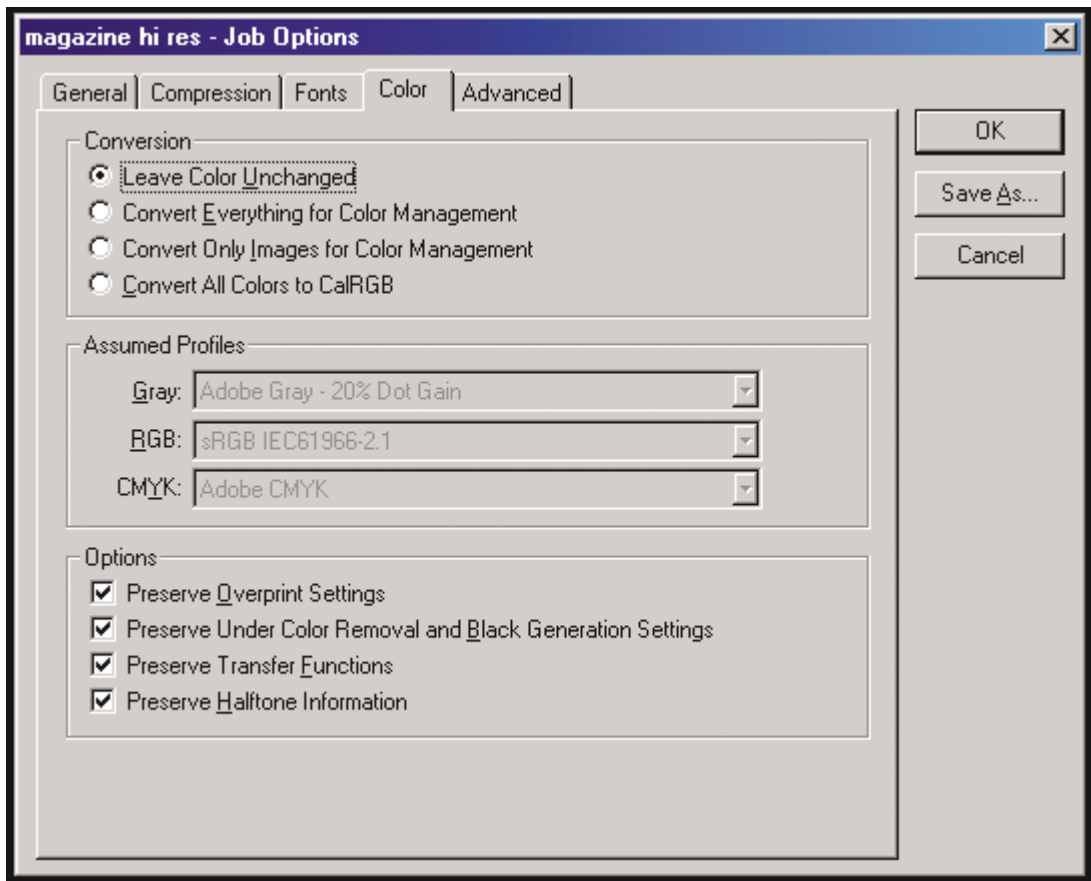 magazine hi res - Job Options
General Compression Fonts Color Advanced
OK
Save As...
Cancel
Conversion
Leave Color Unchanged
Convert Everything for Color Management
Convert Only Images for Color Management
Convert All Colors to CalRGB
Assumed Profiles
Gray: Adobe Gray - 20% Dot Gain
RGB: sRGB IEC61966-2.1
CMYK: Adobe CMYK
Options
Preserve Overprint Settings
Preserve Under Color Removal and Black Generation Settings
Preserve Transfer Functions
Preserve Halftone Information